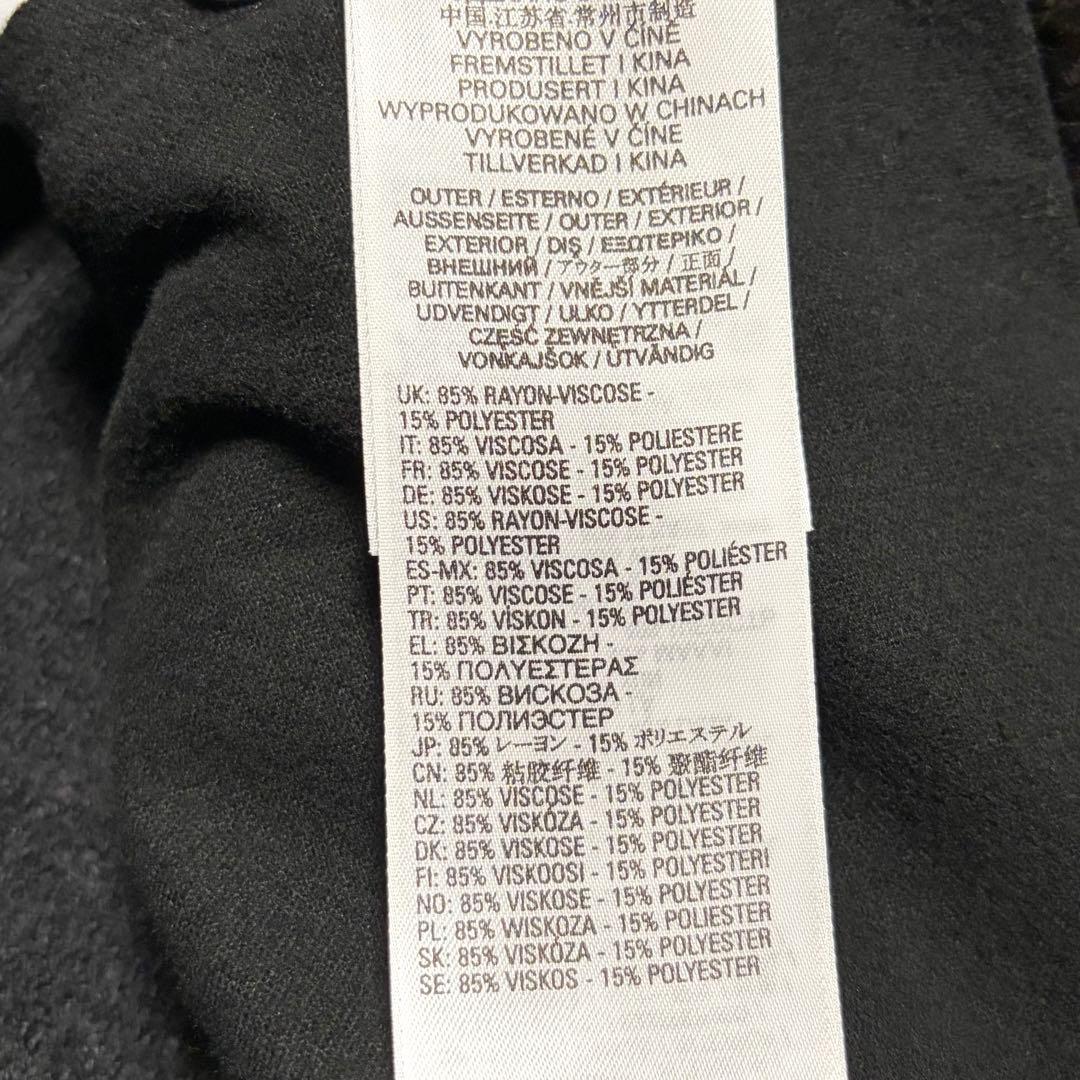 中国.江苏省.常州市制造
VYROBENO V ČÍNĚ
FREMSTILLET I KINA
PRODUSERT I KINA
WYPRODUKOWANO W CHINACH
VYROBENÉ V ČÍNE
TILLVERKAD I KINA
OUTER / ESTERNO / EXTÉRIEUR /
AUSSENSEITE / OUTER / EXTERIOR /
EXTERIOR / DIŞ / ΕΞΩΤΕΡΙΚΟ /
ВНЕШНИЙ / アウター部分 / 正面 /
BUITENKANT / VNĚJŠÍ MATERIÁL /
UDVENDIGT / ULKO / YTTERDEL /
CZĘŚĆ ZEWNĘTRZNA /
VONKAJŠOK / UTVÄNDIG
UK: 85% RAYON-VISCOSE -
15% POLYESTER
IT: 85% VISCOSA - 15% POLIESTERE
FR: 85% VISCOSE - 15% POLYESTER
DE: 85% VISKOSE - 15% POLYESTER
US: 85% RAYON-VISCOSE -
15% POLYESTER
ES-MX: 85% VISCOSA - 15% POLIÉSTER
PT: 85% VISCOSE - 15% POLIÉSTER
TR: 85% VİSKON - 15% POLYESTER
EL: 85% ΒΙΣΚΟΖΗ -
15% ΠΟΛΥΕΣΤΕΡΑΣ
RU: 85% ВИСКОЗА -
15% ПОЛИЭСТЕР
JP: 85% レーヨン - 15% ポリエステル
CN: 85% 粘胶纤维 - 15% 聚酯纤维
NL: 85% VISCOSE - 15% POLYESTER
CZ: 85% VISKÓZA - 15% POLYESTER
DK: 85% VISKOSE - 15% POLYESTER
FI: 85% VISKOOSI - 15% POLYESTERI
NO: 85% VISKOSE - 15% POLYESTER
PL: 85% WISKOZA - 15% POLIESTER
SK: 85% VISKÓZA - 15% POLYESTER
SE: 85% VISKOS - 15% POLYESTER